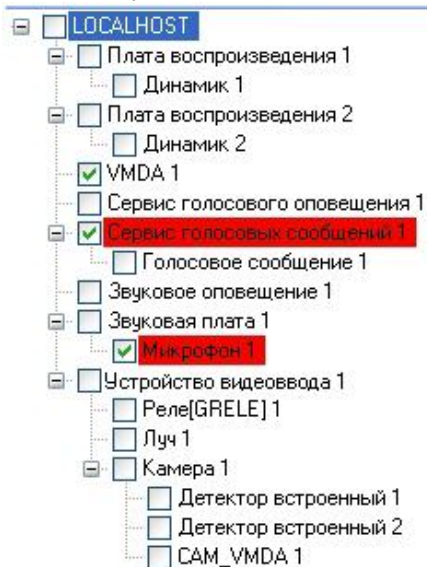 LOCALHOST
Плата воспроизведения 1
Динамик 1
Плата воспроизведения 2
Динамик 2
VMDA 1
Сервис голосового оповещения 1
Сервис голосовых сообщений 1
Голосовое сообщение 1
Звуковое оповещение 1
Звуковая плата 1
Микрофон 1
Устройство видеоввода 1
Реле[GRELE] 1
Луч 1
Камера 1
Детектор встроенный 1
Детектор встроенный 2
CAM_VMDA 1